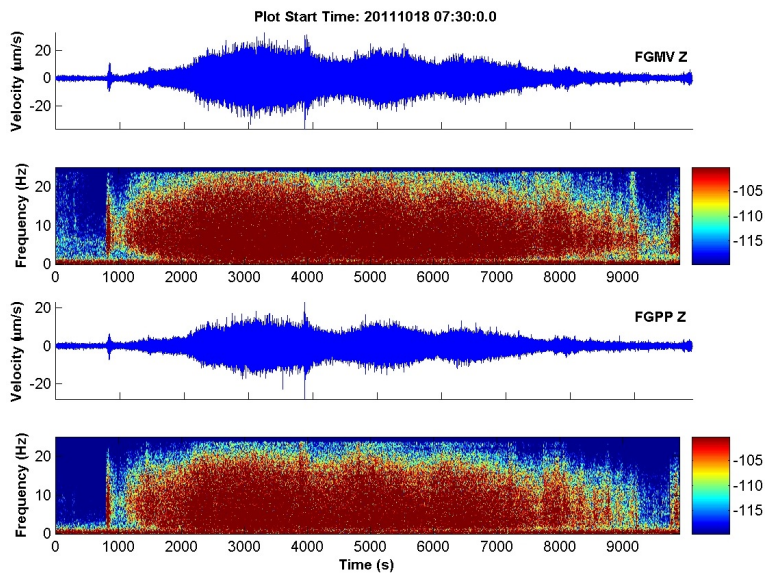 Plot Start Time: 20111018 07:30:0.0
Velocity (µm/s)
20
0
-20
FGMV Z
Frequency (Hz)
20
10
0
0 1000 2000 3000 4000 5000 6000 7000 8000 9000
-105
-110
-115
Velocity (µm/s)
20
0
-20
FGPP Z
Frequency (Hz)
20
10
0
0 1000 2000 3000 4000 5000 6000 7000 8000 9000
-105
-110
-115
Time (s)